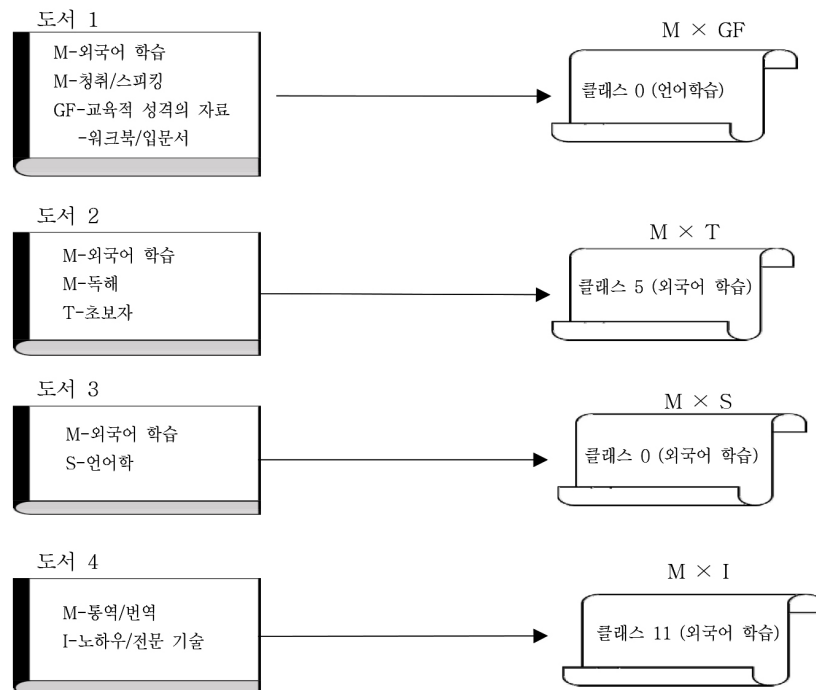 도서 1
M-외국어 학습
M-청취/스피킹
GF-교육적 성격의 자료
-워크북/입문서
M × GF
클래스 0 (언어학습)
도서 2
M-외국어 학습
M-독해
T-초보자
M × T
클래스 5 (외국어 학습)
도서 3
M-외국어 학습
S-언어학
M × S
클래스 0 (외국어 학습)
도서 4
M-통역/번역
I-노하우/전문 기술
M × I
클래스 11 (외국어 학습)